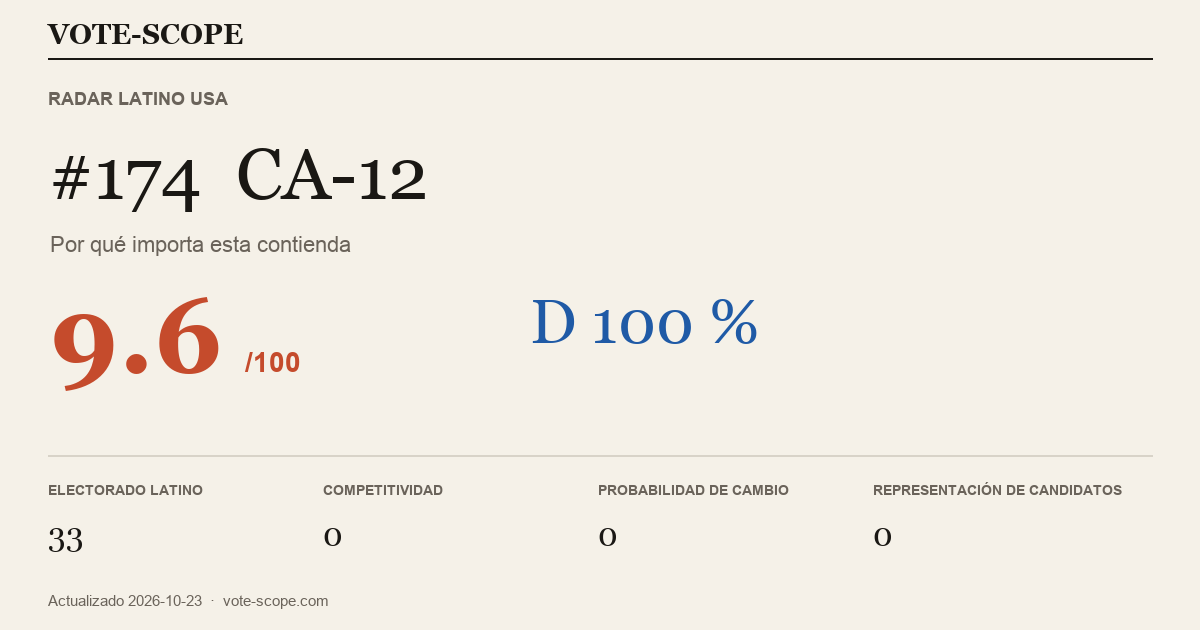 VOTE-SCOPE
RADAR LATINO USA
#174 CA-12
Por qué importa esta contienda
9.6 /100
D 100 %
ELECTORADO LATINO
33
COMPETITIVIDAD
0
PROBABILIDAD DE CAMBIO
0
REPRESENTACIÓN DE CANDIDATOS
0
Actualizado 2026-10-23 · vote-scope.com